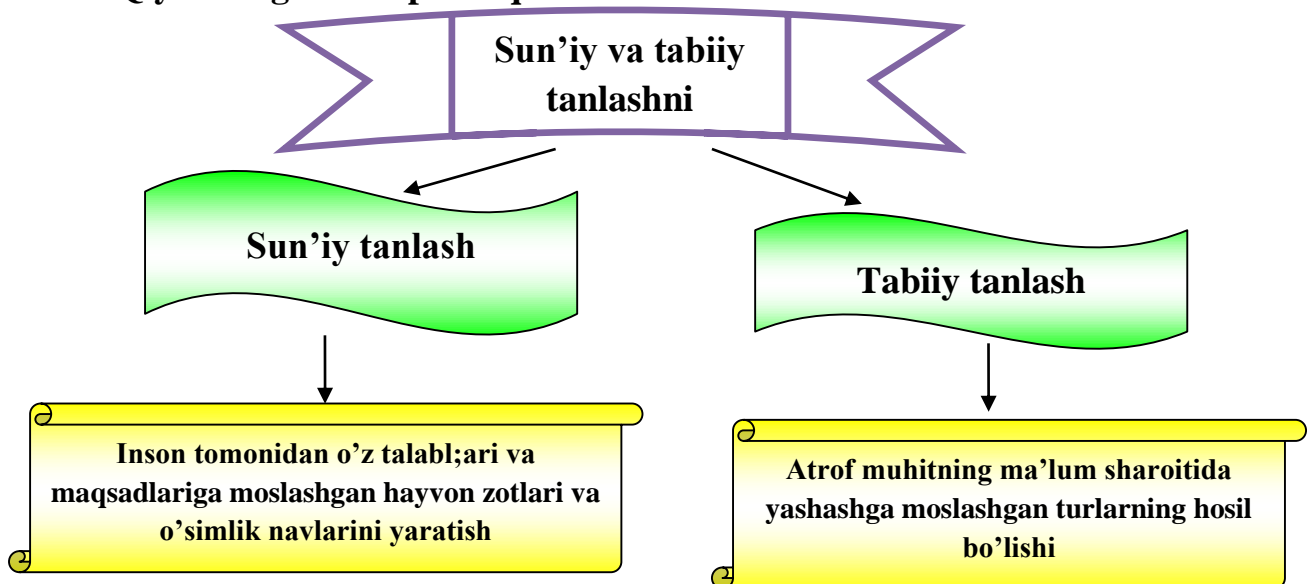 Sun’iy va tabiiy
tanlashni
Sun’iy tanlash
Tabiiy tanlash
Inson tomonidan o’z talabl;ari va
maqsadlariga moslashgan hayvon zotlari va
o’simlik navlarini yaratish
Atrof muhitning ma’lum sharoitida
yashashga moslashgan turlarning hosil
bo’lishi